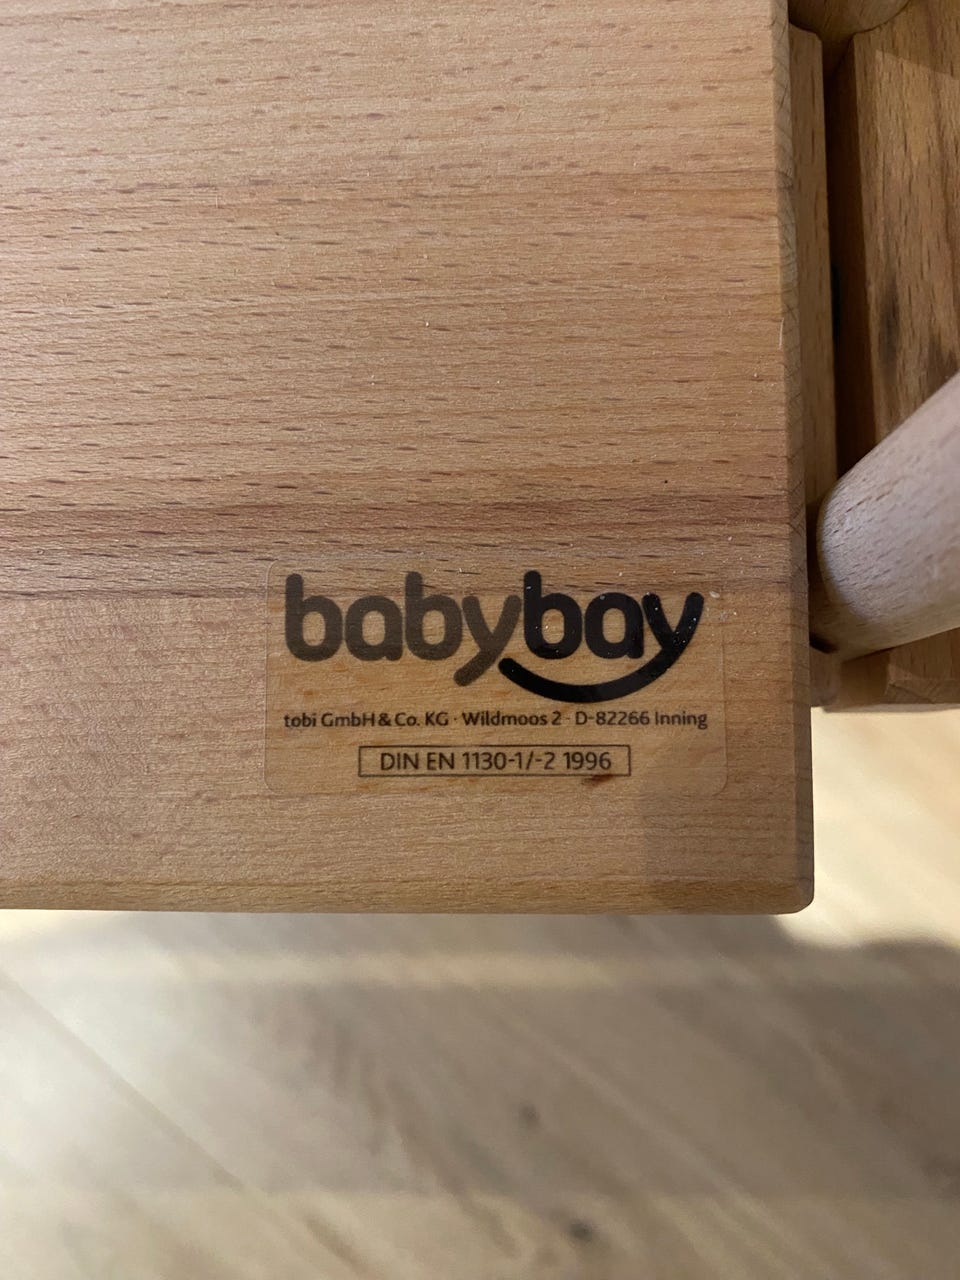 babybay
tobi GmbH & Co. KG · Wildmoos 2 · D-82266 Inning
DIN EN 1130-1/-2 1996